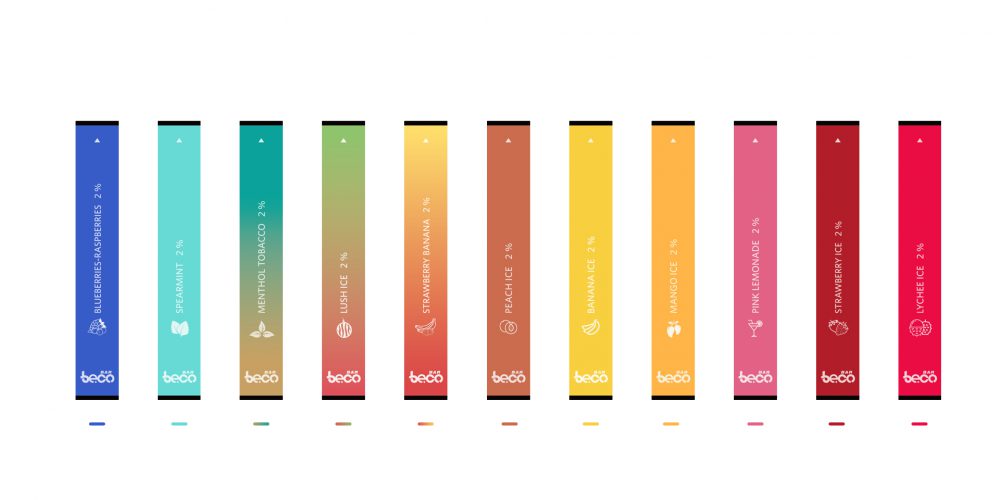 BLUEBERRIES-RASPBERRIES 2 %
beco BAR
SPEARMINT 2 %
beco BAR
MENTHOL TOBACCO 2 %
beco BAR
LUSH ICE 2 %
beco BAR
STRAWBERRY BANANA 2 %
beco BAR
PEACH ICE 2 %
beco BAR
BANANA ICE 2 %
beco BAR
MANGO ICE 2 %
beco BAR
PINK LEMONADE 2 %
beco BAR
STRAWBERRY ICE 2 %
beco BAR
LYCHEE ICE 2 %
beco BAR